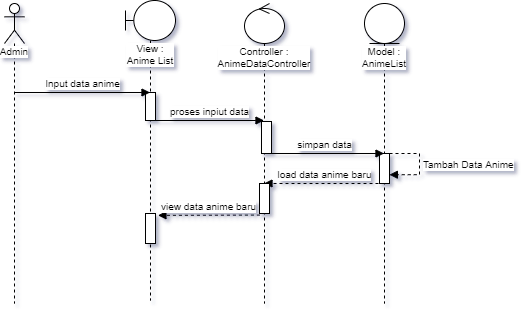 Admin
View :
Anime List
Controller :
AnimeDataController
Model :
AnimeList
Input data anime
proses inpiut data
simpan data
Tambah Data Anime
load data anime baru
view data anime baru